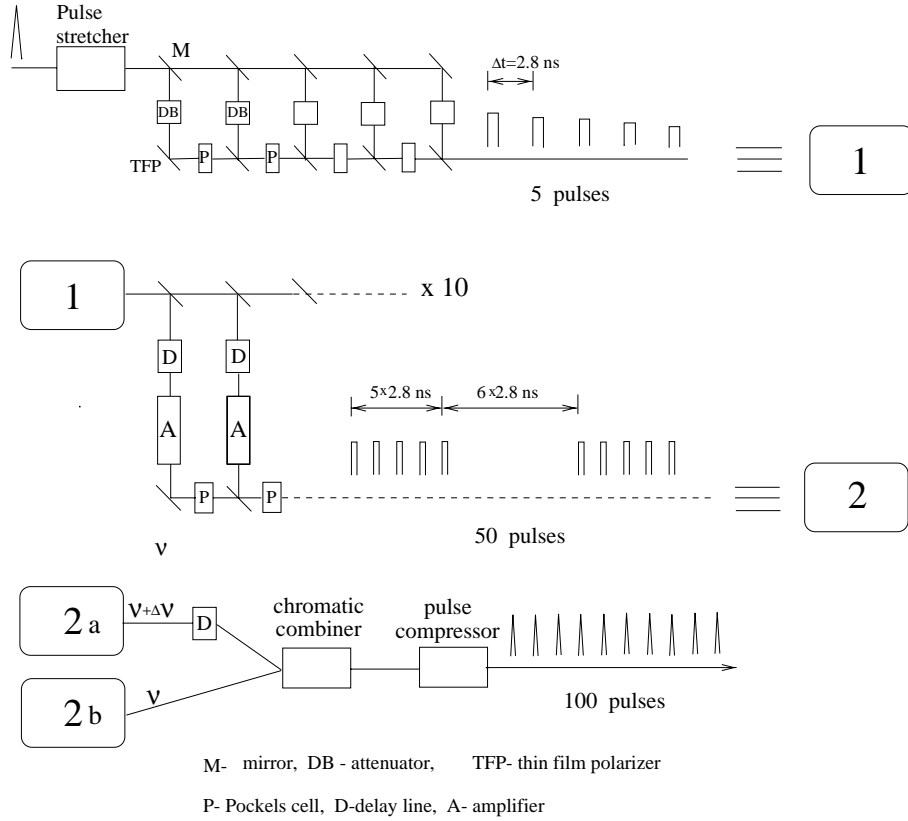 Pulse
stretcher
M
Δt=2.8 ns
DB DB
P P
TFP
5 pulses
1
1
x 10
D D
5x2.8 ns 6x2.8 ns
A A
P P
50 pulses
2
ν
2 a
ν+Δν
D
chromatic
combiner
pulse
compressor
2 b
ν
100 pulses
M- mirror, DB - attenuator, TFP- thin film polarizer
P- Pockels cell, D-delay line, A- amplifier